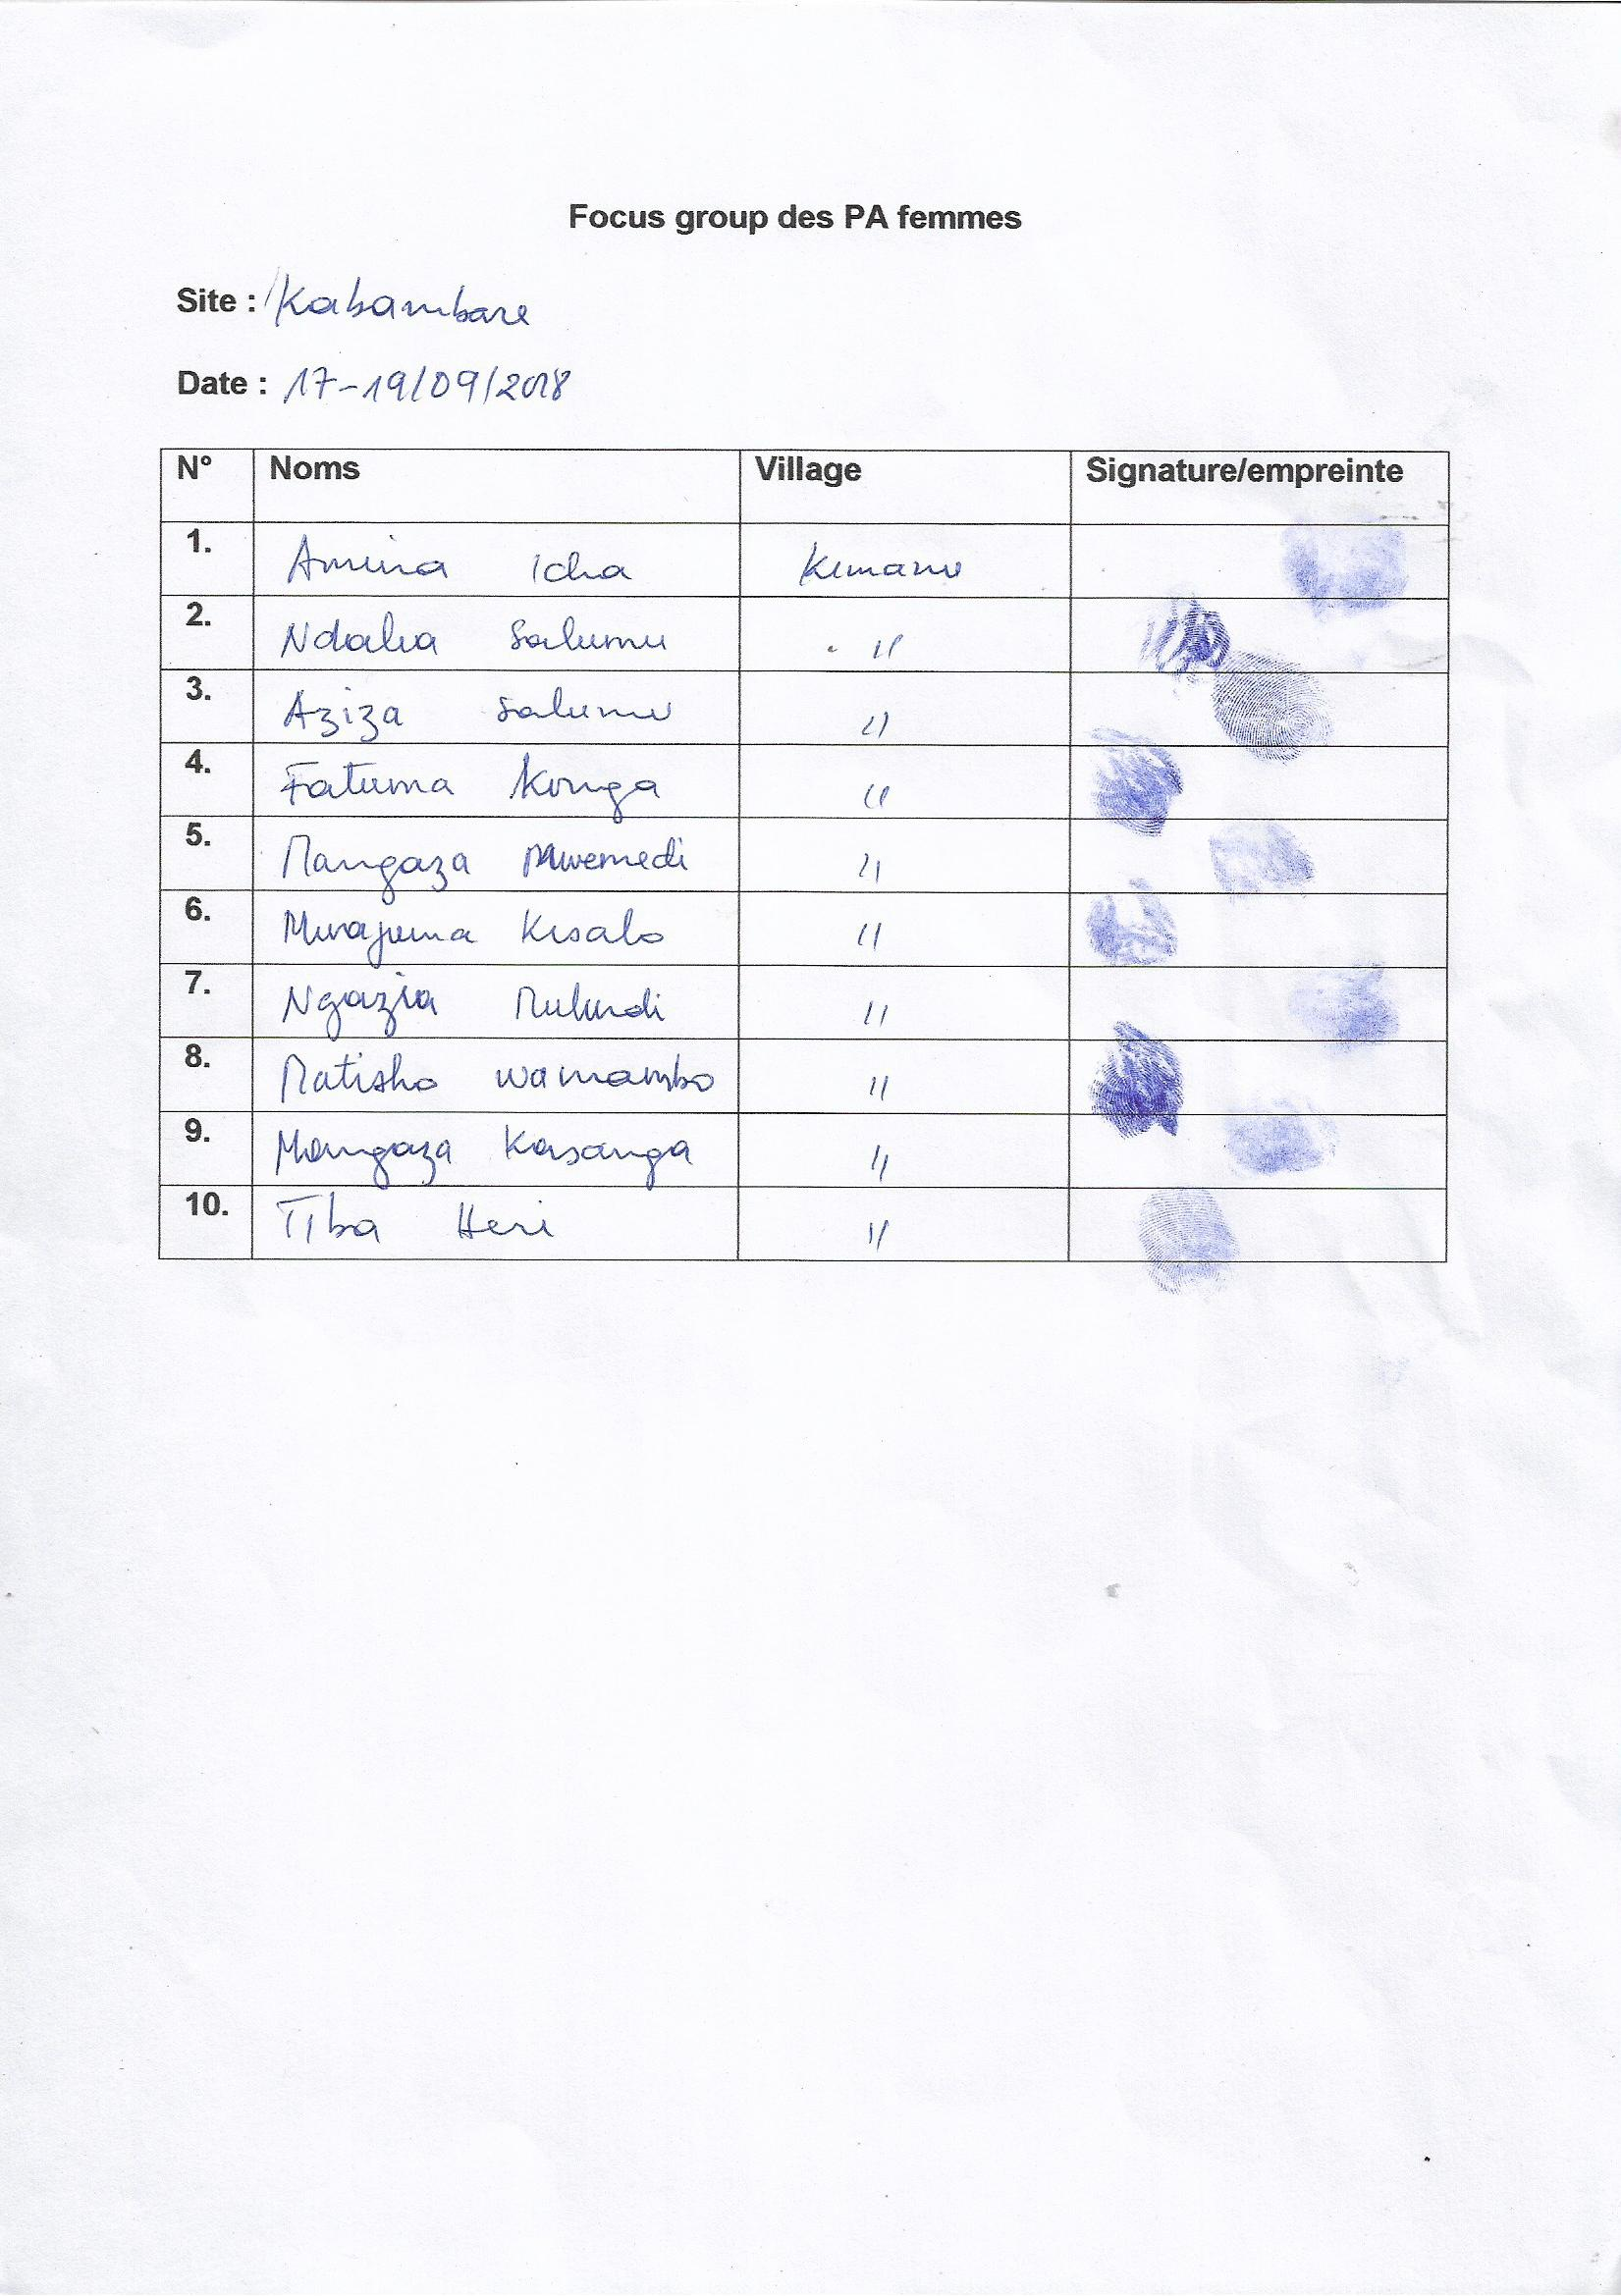 Focus group des PA femmes
Site : Kabambare
Date : 17-19/09/2018
N° Noms Village Signature/empreinte
1. Amina Icha Kimano
2. Ndalia Salumu "
3. Aziza Salumu "
4. Fatuma Konga "
5. Mangaza Mwemedi "
6. Mwajuma Kisalo "
7. Ngazia Mulundi "
8. Matisho wamambo "
9. Mangaza Kasanga "
10. Tiba Heri "